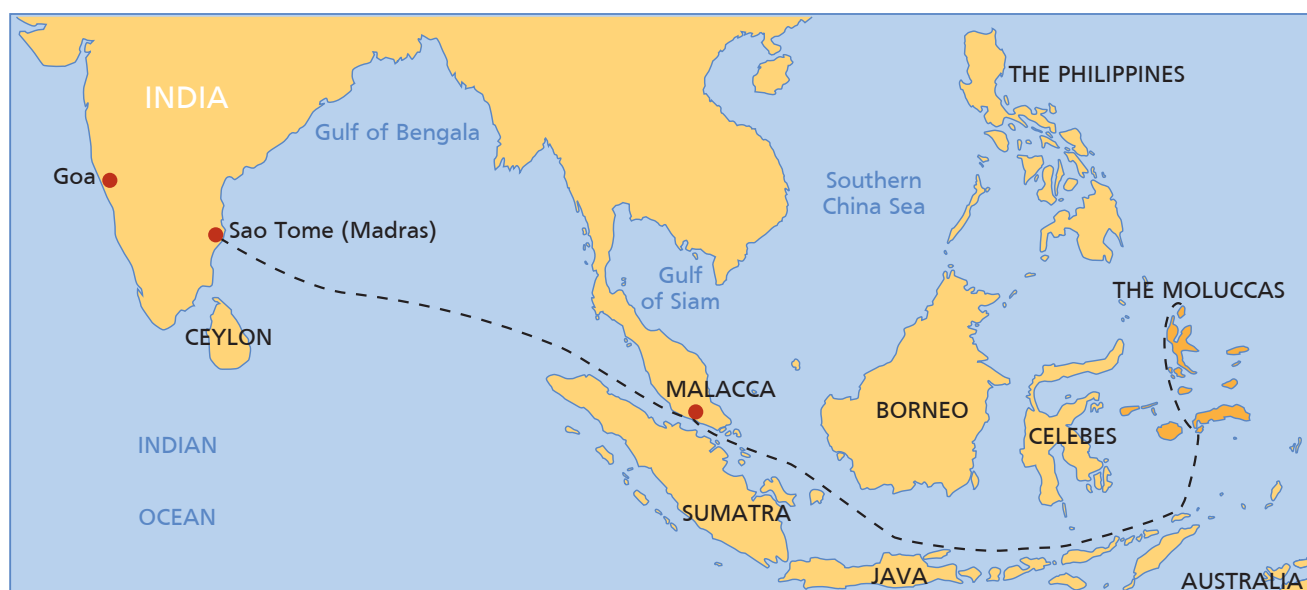 THE PHILIPPINES
INDIA
Gulf of Bengala
Goa
Southern
China Sea
Sao Tome (Madras)
Gulf
of Siam
THE MOLUCCAS
CEYLON
MALACCA
BORNEO
CELEBES
INDIAN
OCEAN
SUMATRA
JAVA
AUSTRALIA